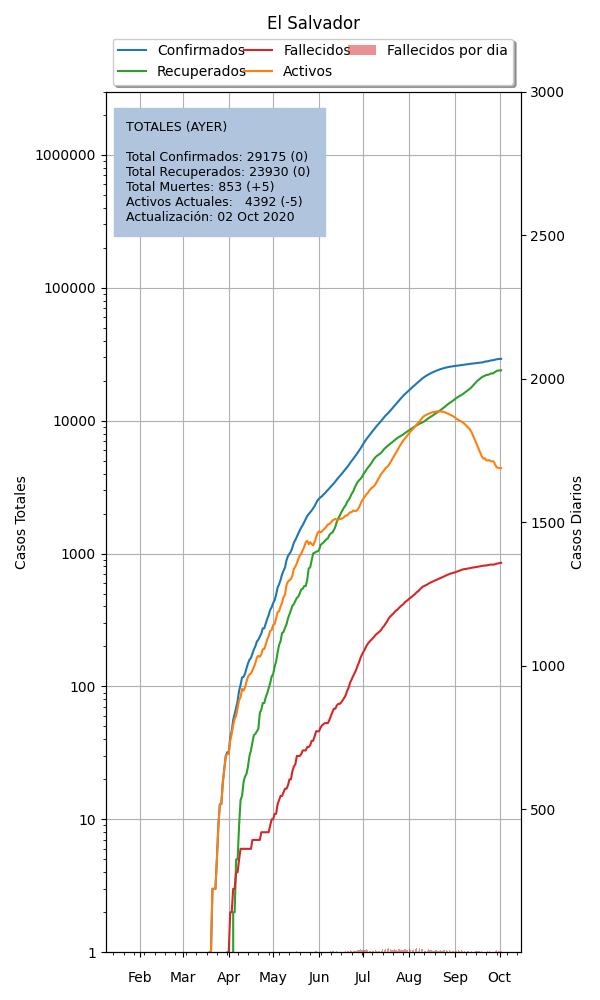 El Salvador
Confirmados
Recuperados
Fallecidos
Activos
Fallecidos por dia
TOTALES (AYER)
Total Confirmados: 29175 (0)
Total Recuperados: 23930 (0)
Total Muertes: 853 (+5)
Activos Actuales:   4392 (-5)
Actualización: 02 Oct 2020
Casos Totales
1000000
100000
10000
1000
100
10
1
3000
2500
2000
1500
1000
500
Casos Diarios
Feb Mar Apr May Jun Jul Aug Sep Oct